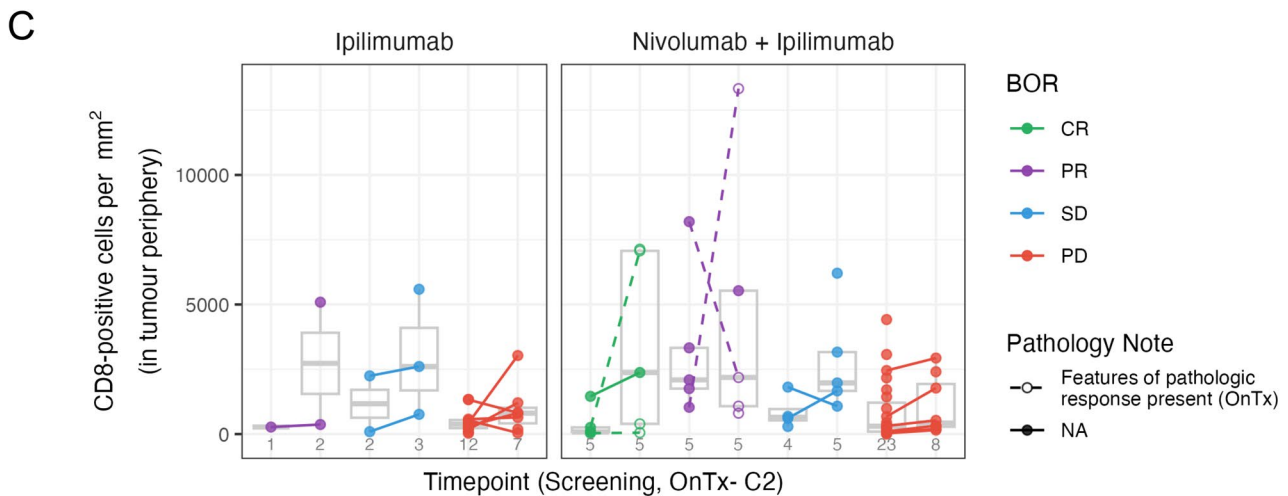 C
Ipilimumab
Nivolumab + Ipilimumab
CD8-positive cells per mm²
(in tumour periphery)
10000
5000
0
1 2 2 3 12 7
5 5 5 5 4 5 23 8
Timepoint (Screening, OnTx- C2)
BOR
CR
PR
SD
PD
Pathology Note
Features of pathologic
response present (OnTx)
NA